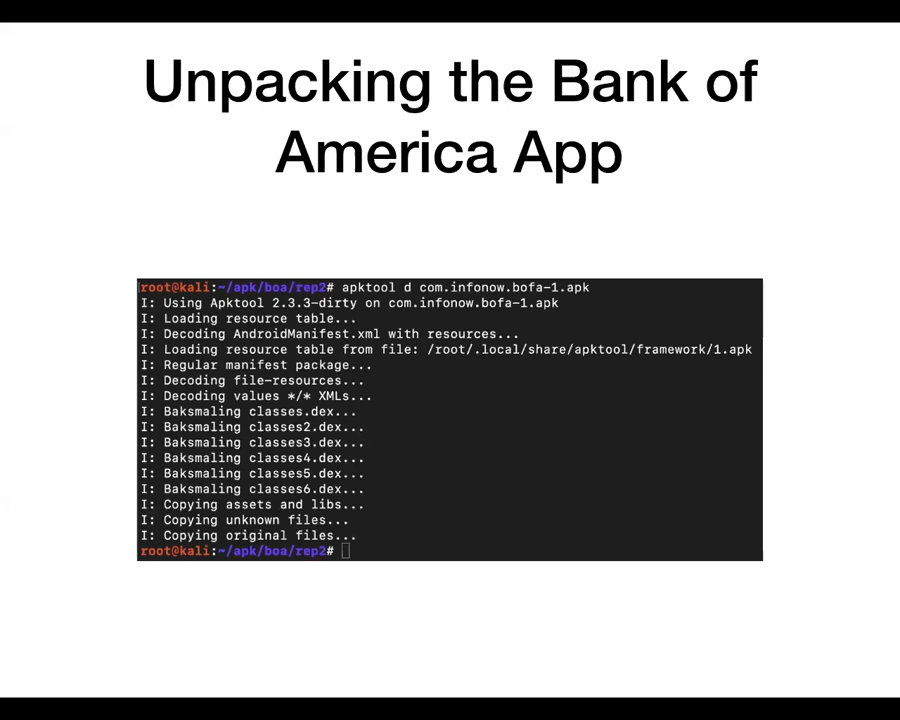 Unpacking the Bank of
America App
root@kali:~/apk/boa/rep2# apktool d com.infonow.bofa-1.apk
I: Using Apktool 2.3.3-dirty on com.infonow.bofa-1.apk
I: Loading resource table...
I: Decoding AndroidManifest.xml with resources...
I: Loading resource table from file: /root/.local/share/apktool/framework/1.apk
I: Regular manifest package...
I: Decoding file-resources...
I: Decoding values */* XMLs...
I: Baksmaling classes.dex...
I: Baksmaling classes2.dex...
I: Baksmaling classes3.dex...
I: Baksmaling classes4.dex...
I: Baksmaling classes5.dex...
I: Baksmaling classes6.dex...
I: Copying assets and libs...
I: Copying unknown files...
I: Copying original files...
root@kali:~/apk/boa/rep2#